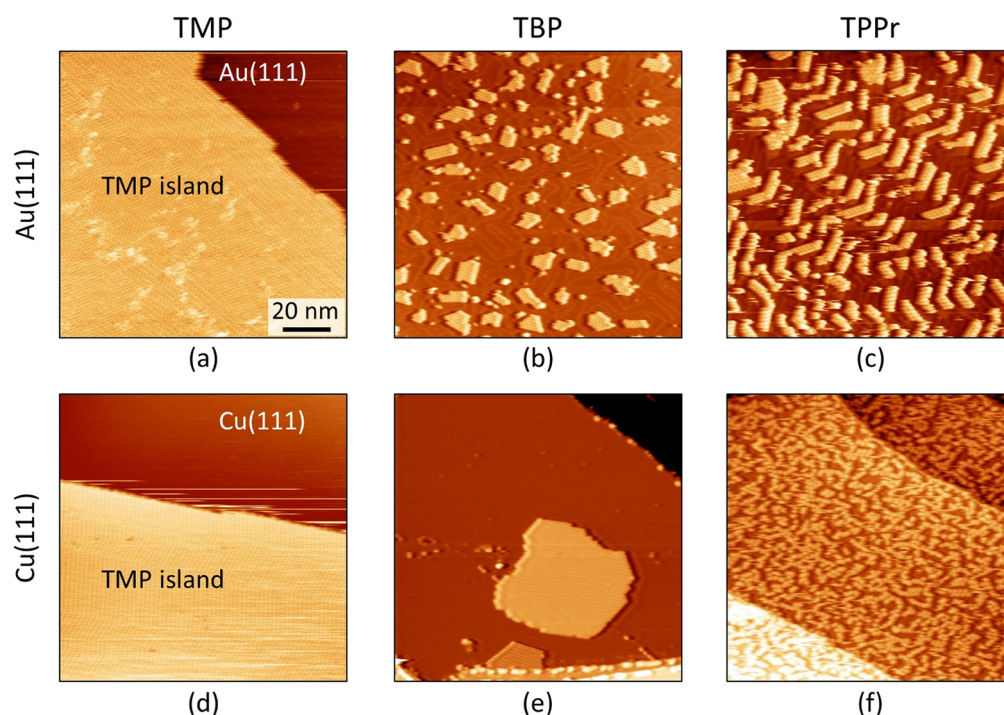 TMP TBP TPPr
Au(111)
Au(111)
TMP island
20 nm
(a) (b) (c)
Cu(111)
Cu(111)
TMP island
(d) (e) (f)